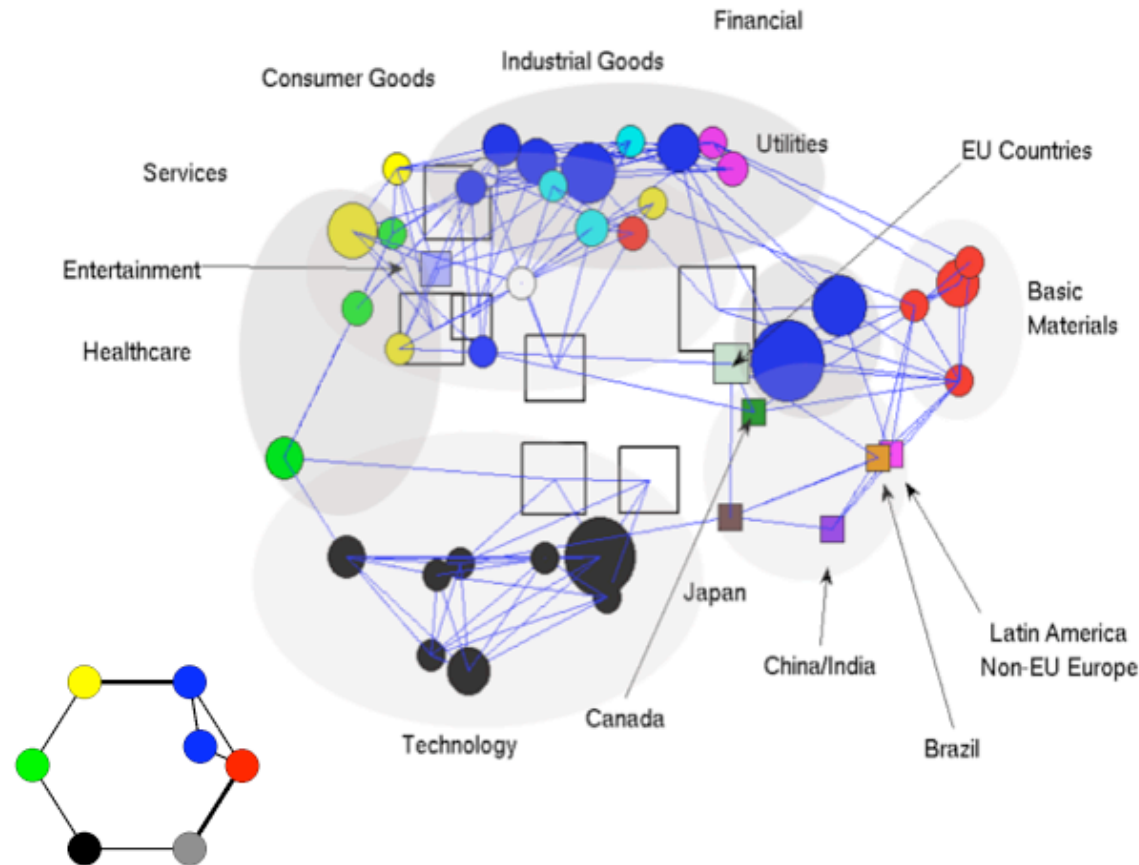 Financial
Industrial Goods
Consumer Goods
Utilities
EU Countries
Services
Entertainment
Basic
Materials
Healthcare
Japan
Latin America
Non-EU Europe
China/India
Canada
Technology
Brazil